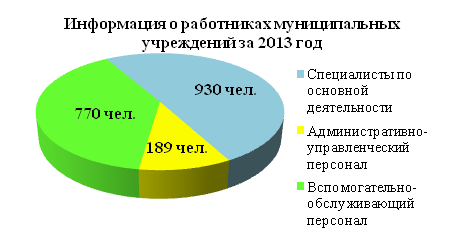 Информация о работниках муниципальных
учреждений за 2013 год
930 чел.
770 чел.
189 чел.
Специалисты по
основной
деятельности
Административно-
управленческий
персонал
Вспомогательно-
обслуживающий
персонал